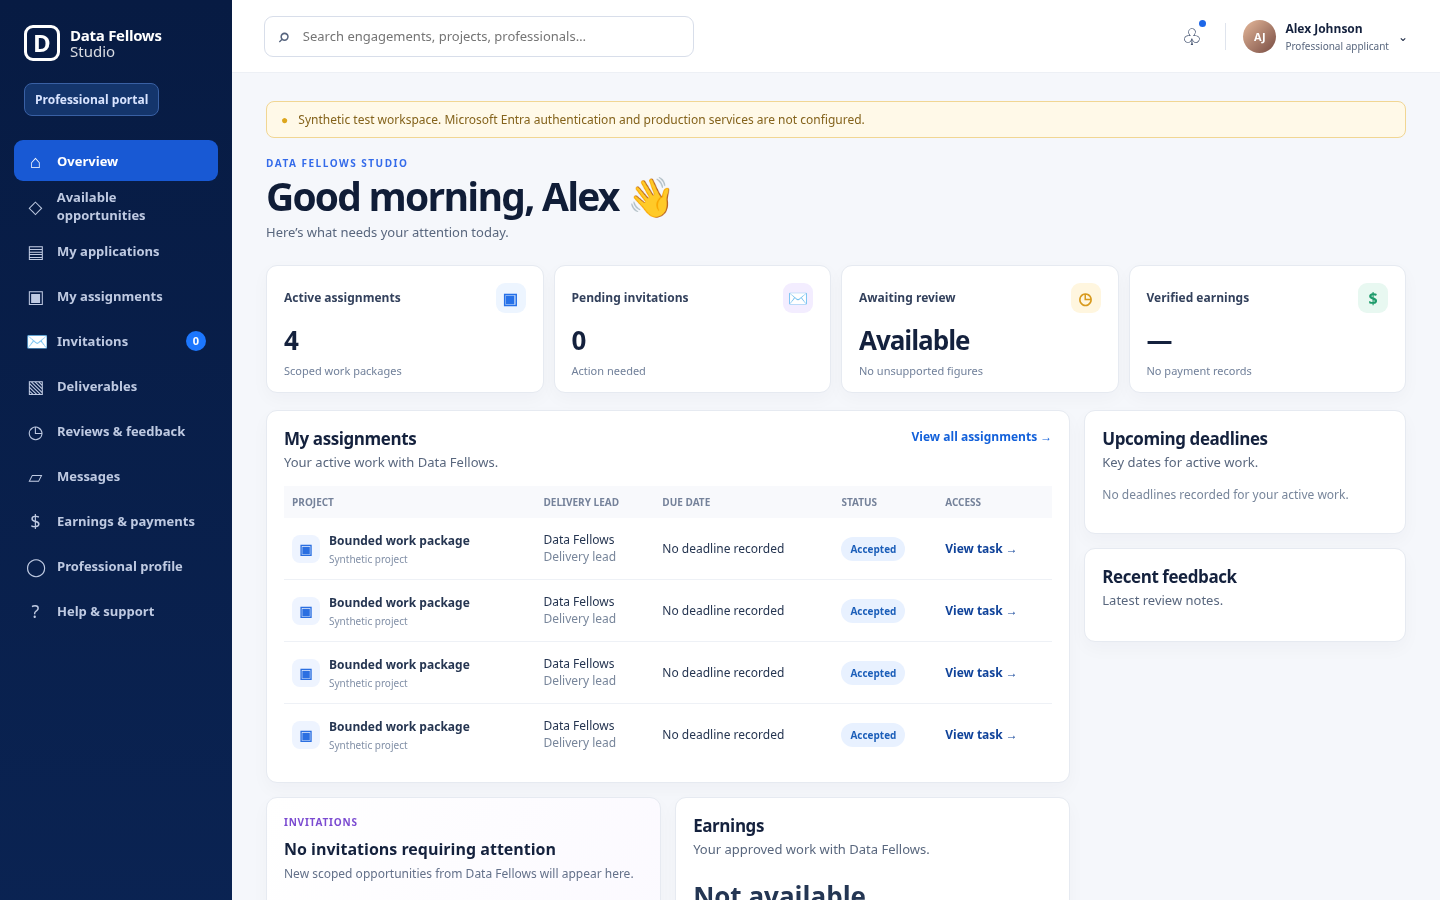 D
Data Fellows
Studio
Professional portal
Overview
Available
opportunities
My applications
My assignments
Invitations
0
Deliverables
Reviews & feedback
Messages
$ Earnings & payments
Professional profile
? Help & support
Search engagements, projects, professionals...
AJ
Alex Johnson
Professional applicant
Synthetic test workspace. Microsoft Entra authentication and production services are not configured.
DATA FELLOWS STUDIO
Good morning, Alex 👋
Here’s what needs your attention today.
Active assignments
4
Scoped work packages
Pending invitations
0
Action needed
Awaiting review
Available
No unsupported figures
Verified earnings
$
—
No payment records
My assignments
View all assignments →
Your active work with Data Fellows.
PROJECT DELIVERY LEAD DUE DATE STATUS ACCESS
Bounded work package
Synthetic project
Data Fellows
Delivery lead
No deadline recorded
Accepted
View task →
Bounded work package
Synthetic project
Data Fellows
Delivery lead
No deadline recorded
Accepted
View task →
Bounded work package
Synthetic project
Data Fellows
Delivery lead
No deadline recorded
Accepted
View task →
Bounded work package
Synthetic project
Data Fellows
Delivery lead
No deadline recorded
Accepted
View task →
Upcoming deadlines
Key dates for active work.
No deadlines recorded for your active work.
Recent feedback
Latest review notes.
INVITATIONS
No invitations requiring attention
New scoped opportunities from Data Fellows will appear here.
Earnings
Your approved work with Data Fellows.
Not available